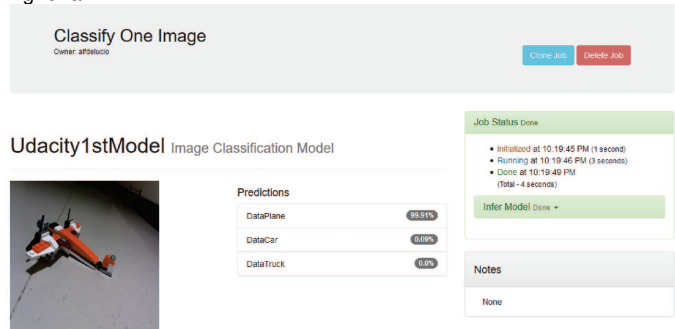 Classify One Image
Owner: alfdelucio
Clone Job
Delete Job
Udacity1stModel Image Classification Model
Predictions
DataPlane 99.91%
DataCar 0.09%
DataTruck 0.0%
Job Status Done
Initialized at 10:19:45 PM (1 second)
Running at 10:19:46 PM (3 seconds)
Done at 10:19:49 PM
(Total - 4 seconds)
Infer Model Done
Notes
None